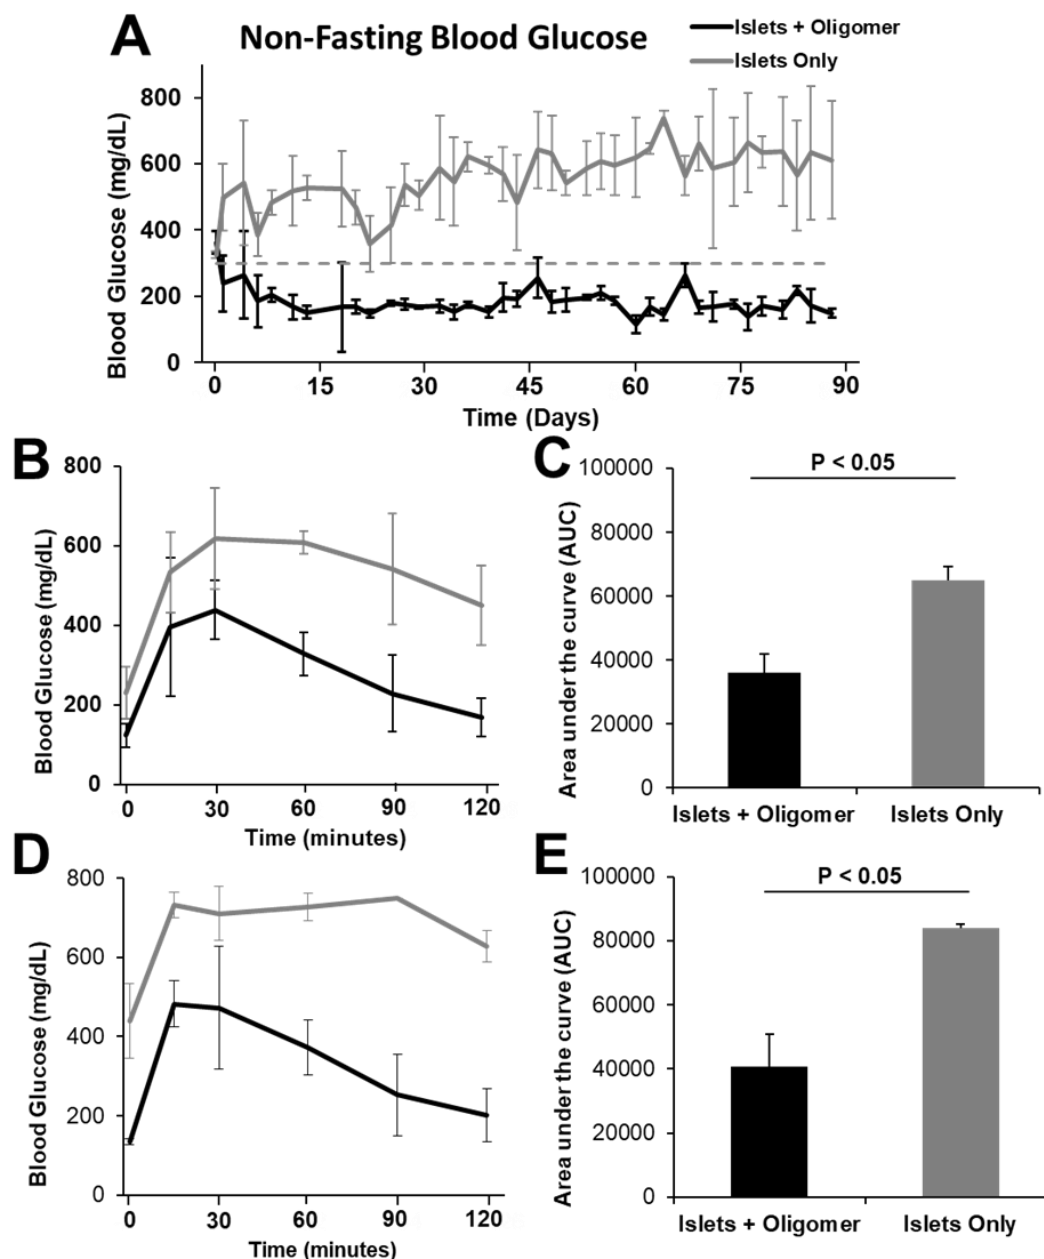 A
Non-Fasting Blood Glucose
Islets + Oligomer
Islets Only
Blood Glucose (mg/dL)
800
600
400
200
0
0 15 30 45 60 75 90
Time (Days)
B
Blood Glucose (mg/dL)
800
600
400
200
0
0 30 60 90 120
Time (minutes)
C
Area under the curve (AUC)
100000
80000
60000
40000
20000
0
P < 0.05
Islets + Oligomer Islets Only
D
Blood Glucose (mg/dL)
800
600
400
200
0
0 30 60 90 120
Time (minutes)
E
Area under the curve (AUC)
100000
80000
60000
40000
20000
0
P < 0.05
Islets + Oligomer Islets Only